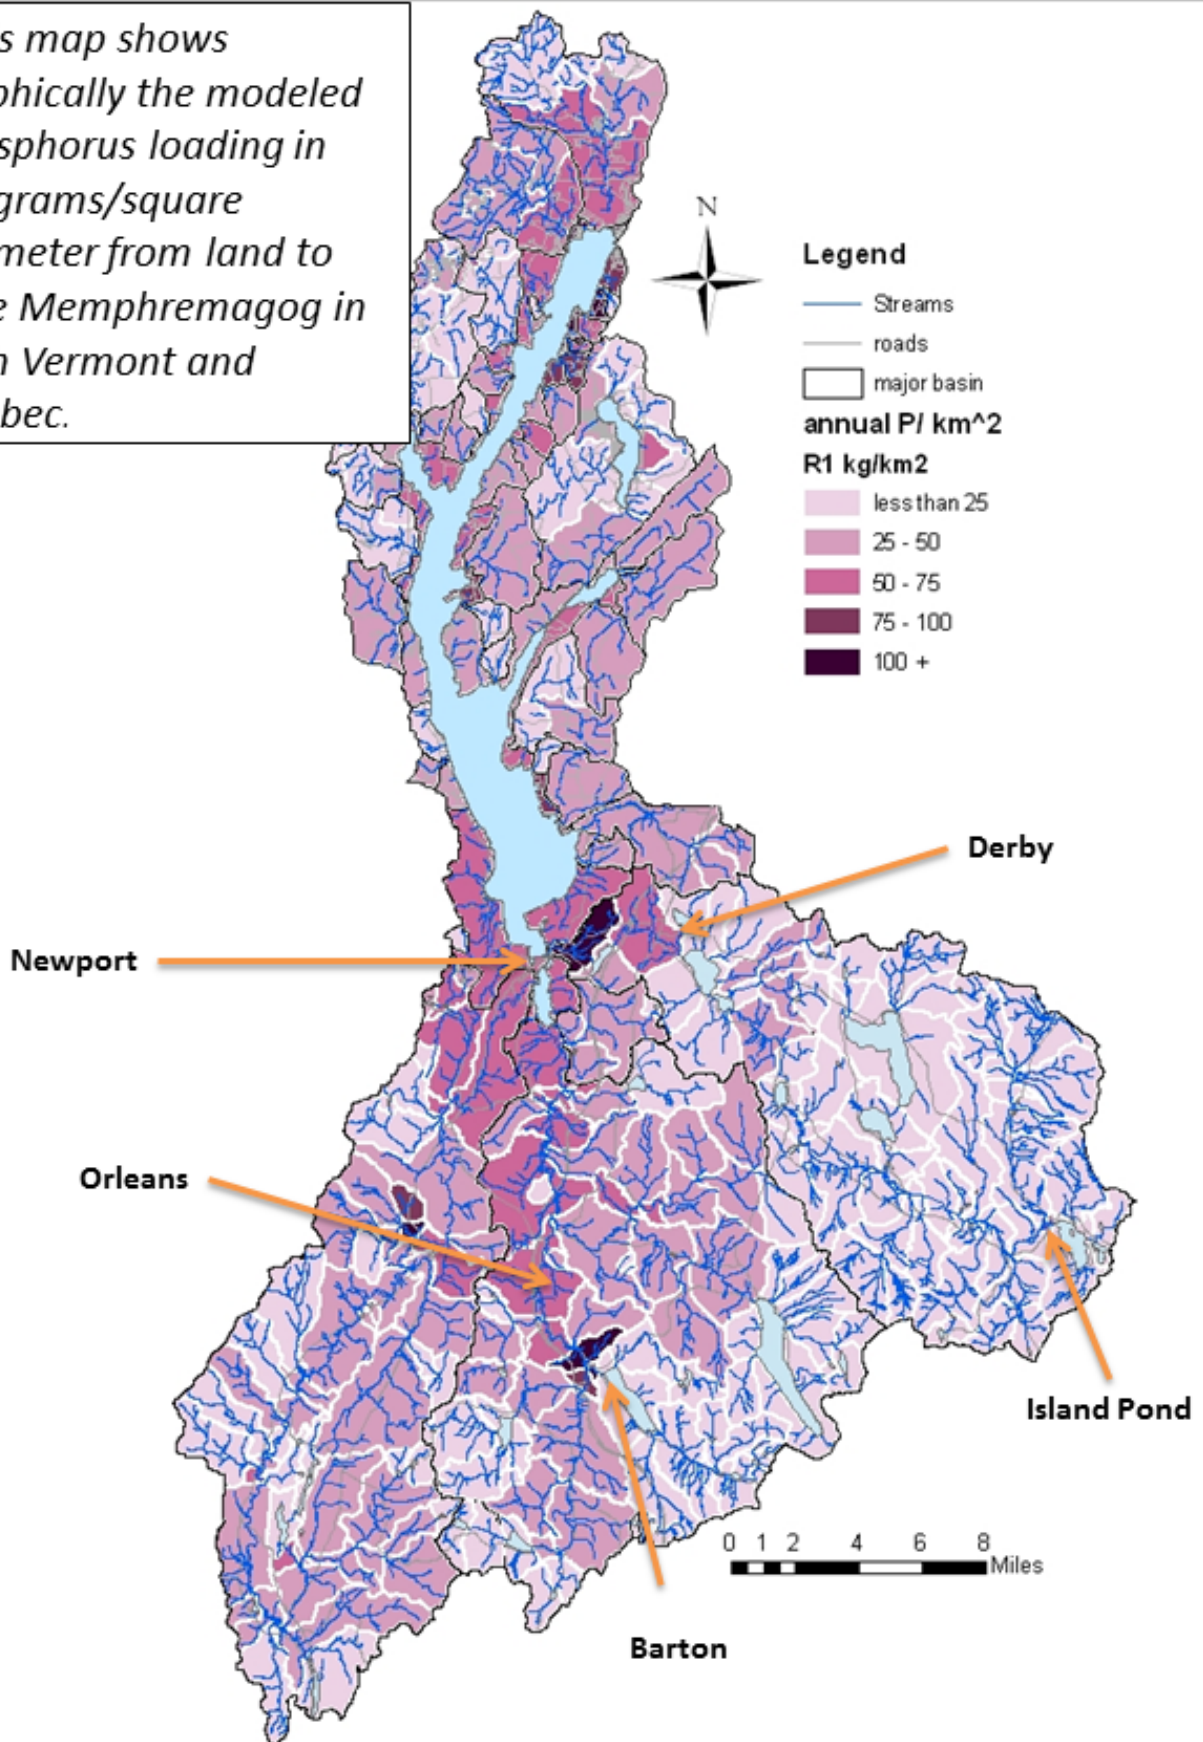 s map shows
phically the modeled
sphorus loading in
grams/square
meter from land to
e Memphremagog in
n Vermont and
bec.
N
Legend
Streams
roads
major basin
annual P/ km^2
R1 kg/km2
less than 25
25 - 50
50 - 75
75 - 100
100 +
Derby
Newport
Orleans
Island Pond
0 1 2 4 6 8
Miles
Barton